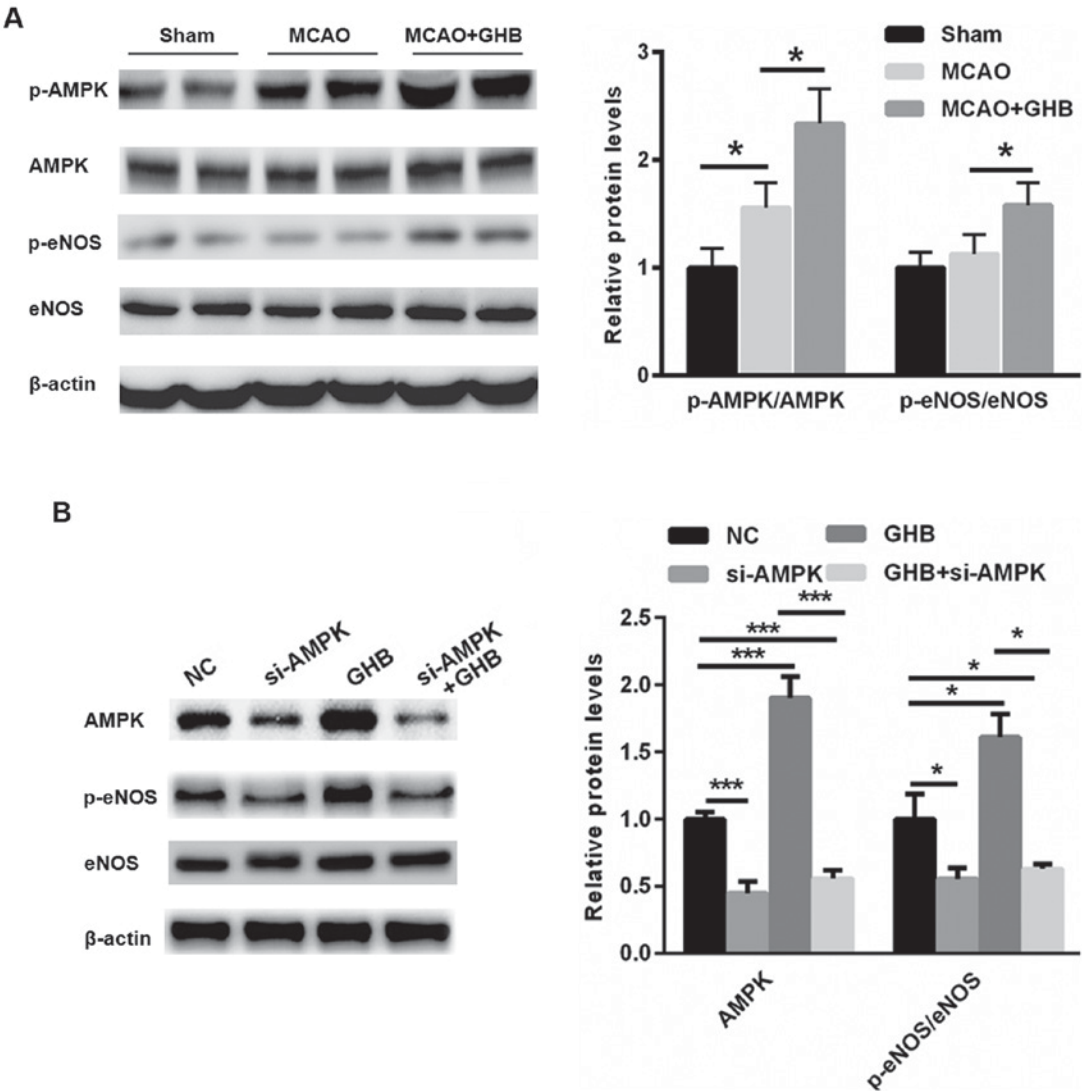 A
Sham MCAO MCAO+GHB
p-AMPK
AMPK
p-eNOS
eNOS
β-actin
Relative protein levels
3
2
1
0
Sham
MCAO
MCAO+GHB
*
*
*
p-AMPK/AMPK p-eNOS/eNOS
B
NC si-AMPK GHB si-AMPK
+GHB
AMPK
p-eNOS
eNOS
β-actin
NC GHB
si-AMPK GHB+si-AMPK
Relative protein levels
2.5
2.0
1.5
1.0
0.5
0.0
***
***
***
***
*
*
*
*
AMPK
p-eNOS/eNOS